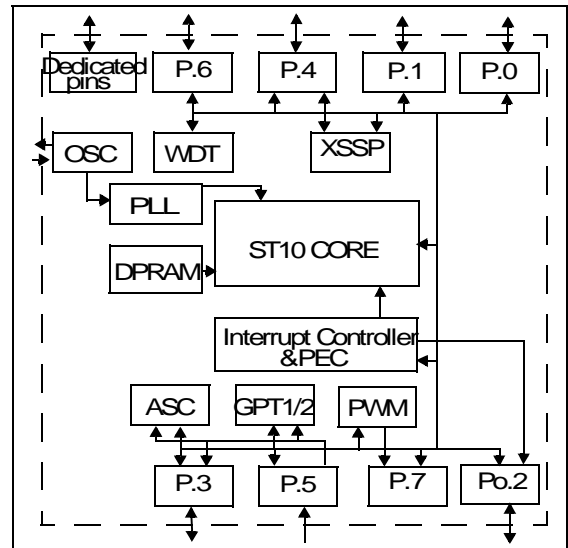 Dedicated
pins
P.6
P.4
P.1
P.0
OSC
WDT
XSSP
PLL
ST10 CORE
DPRAM
Interrupt Controller
&PEC
ASC
GPT1/2
PWM
P.3
P.5
P.7
Po.2